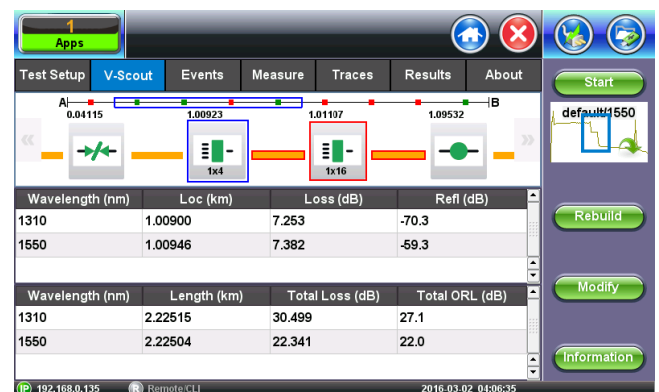 1
Apps
Test Setup V-Scout Events Measure Traces Results About
Start
A B
0.04115 1.00923 1.01107 1.09532
default/1550
1x4 1x16
Wavelength (nm) Loc (km) Loss (dB) Refl (dB)
1310 1.00900 7.253 -70.3
1550 1.00946 7.382 -59.3
Rebuild
Wavelength (nm) Length (km) Total Loss (dB) Total ORL (dB)
1310 2.22515 30.499 27.1
1550 2.22504 22.341 22.0
Modify
Information
IP 192.168.0.135 R Remote/CLI 2016-03-02 04:06:35